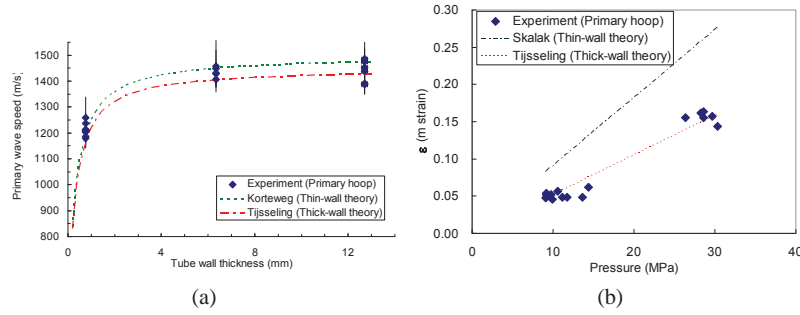 1500
1400
1300
1200
1100
1000
900
800
Primary wave speed (m/s)
Experiment (Primary hoop)
Korteweg (Thin-wall theory)
Tijsseling (Thick-wall theory)
0 4 8 12
Tube wall thickness (mm)
(a)
0.30
0.25
0.20
0.15
0.10
0.05
0.00
ε (m strain)
Experiment (Primary hoop)
Skalak (Thin-wall theory)
Tijsseling (Thick-wall theory)
0 10 20 30 40
Pressure (MPa)
(b)